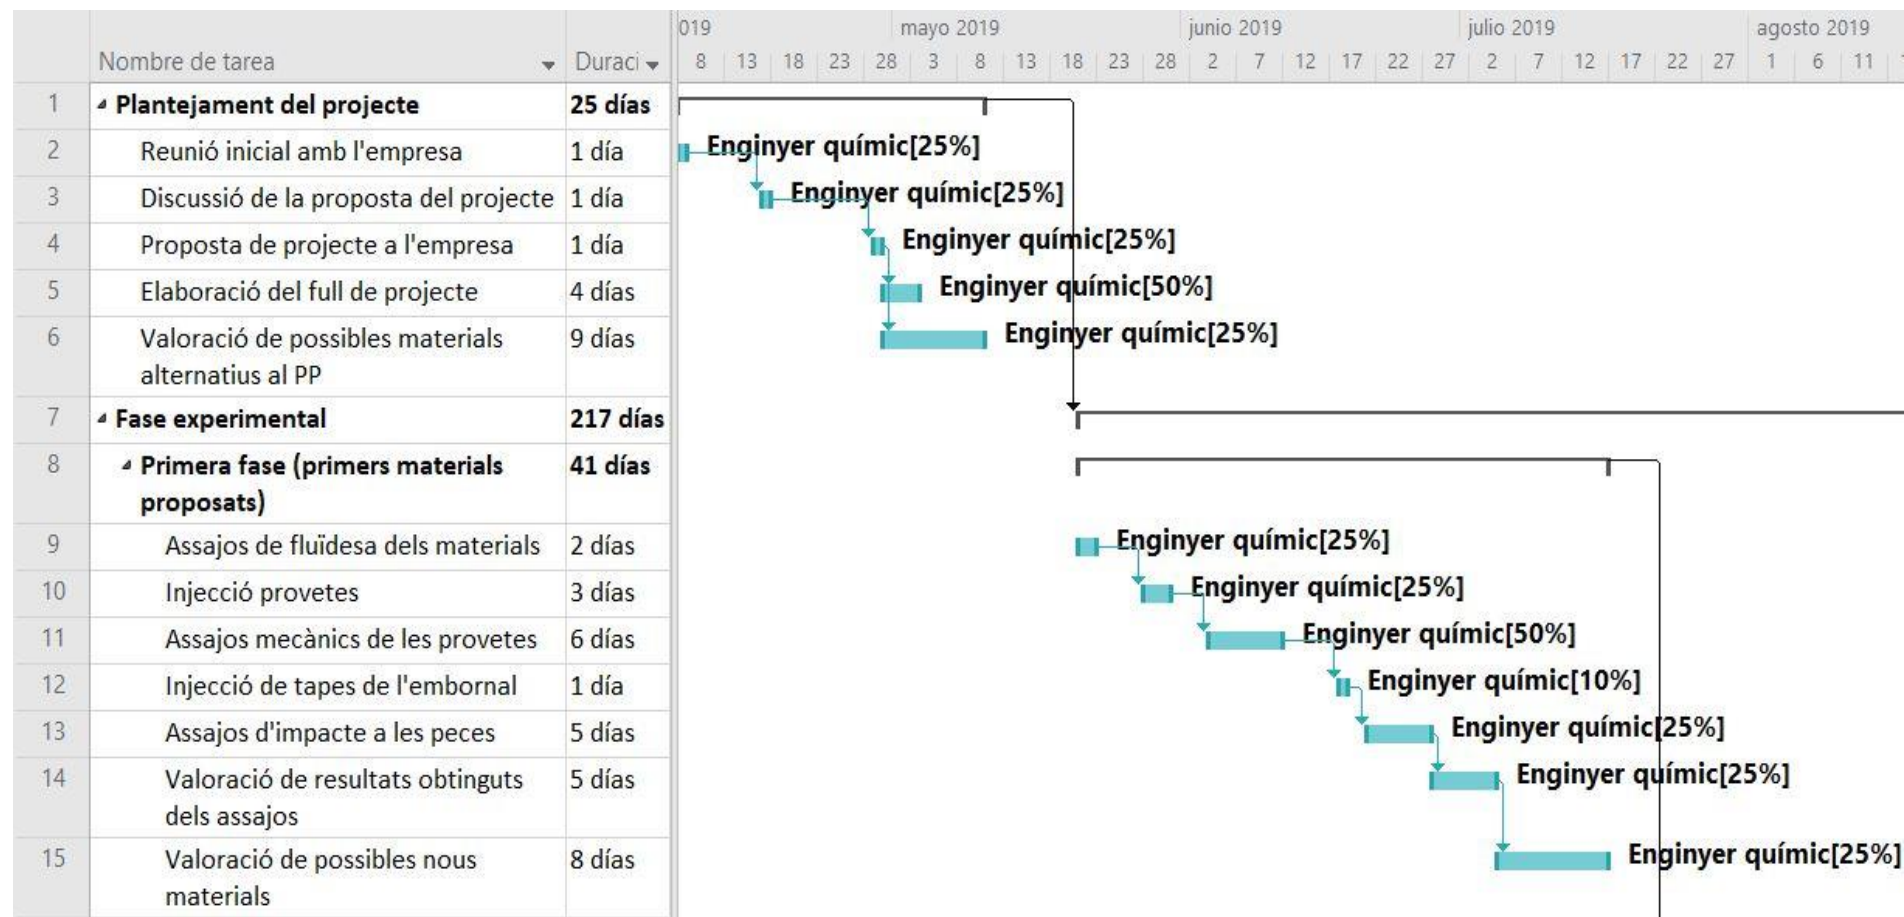 019 mayo 2019 junio 2019 julio 2019 agosto 2019
Nombre de tarea Duraci 8 13 18 23 28 3 8 13 18 23 28 2 7 12 17 22 27 2 7 12 17 22 27 1 6 11
1 Plantejament del projecte 25 días
2 Reunió inicial amb l'empresa 1 día Enginyer químic[25%]
3 Discussió de la proposta del projecte 1 día Enginyer químic[25%]
4 Proposta de projecte a l'empresa 1 día Enginyer químic[25%]
5 Elaboració del full de projecte 4 días Enginyer químic[50%]
6 Valoració de possibles materials 9 días Enginyer químic[25%]
alternatius al PP
7 Fase experimental 217 días
8 Primera fase (primers materials 41 días
proposats)
9 Assajos de fluïdesa dels materials 2 días Enginyer químic[25%]
10 Injecció provetes 3 días Enginyer químic[25%]
11 Assajos mecànics de les provetes 6 días Enginyer químic[50%]
12 Injecció de tapes de l'embornal 1 día Enginyer químic[10%]
13 Assajos d'impacte a les peces 5 días Enginyer químic[25%]
14 Valoració de resultats obtinguts 5 días Enginyer químic[25%]
dels assajos
15 Valoració de possibles nous 8 días Enginyer químic[25%]
materials